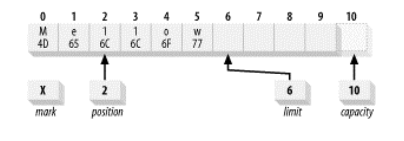 0 1 2 3 4 5 6 7 8 9 10
M e l l o w
4D 65 6C 6C 6F 77
X 2 6 10
mark position limit capacity